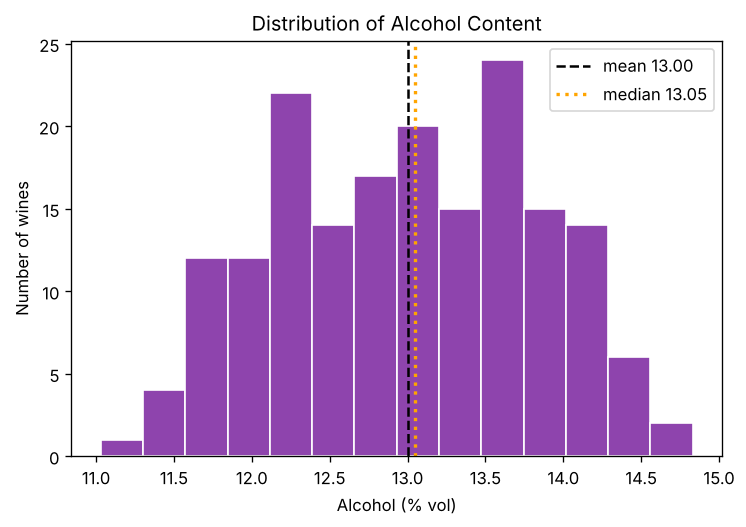 Distribution of Alcohol Content
mean 13.00
median 13.05
Number of wines
25
20
15
10
5
0
11.0 11.5 12.0 12.5 13.0 13.5 14.0 14.5 15.0
Alcohol (% vol)